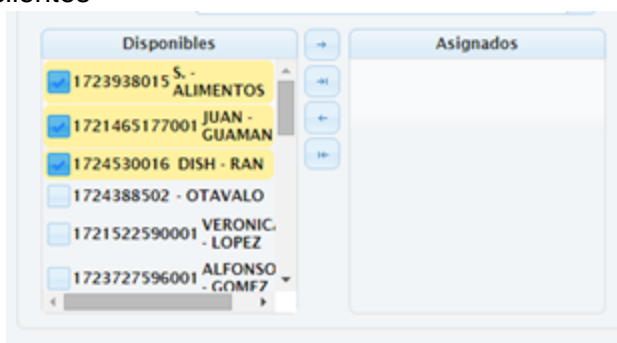 Disponibles
Asignados
1723938015 S. - ALIMENTOS
1721465177001 JUAN - GUAMAN
1724530016 DISH - RAN
1724388502 - OTAVALO
1721522590001 VERONIC - LOPEZ
1723727596001 ALFONSO - GOMEZ